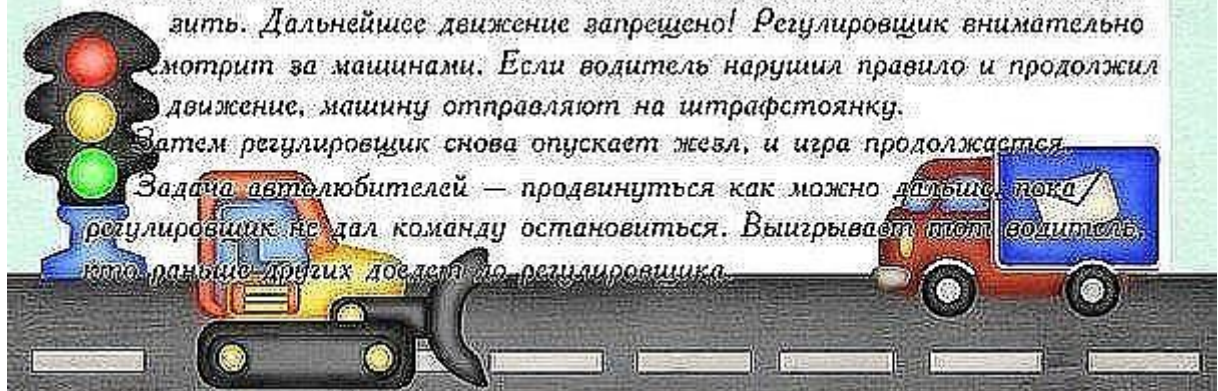 зить. Дальнейшее движение запрещено! Регулировщик внимательно
смотрит за машинами. Если водитель нарушил правило и продолжил
движение, машину отправляют на штрафстоянку.
Затем регулировщик снова опускает жезл, и игра продолжается.
Задача автолюбителей — продвинуться как можно дальше, пока
регулировщик не дал команду остановиться. Выигрывает тот водитель,
кто раньше других доедет до регулировщика.